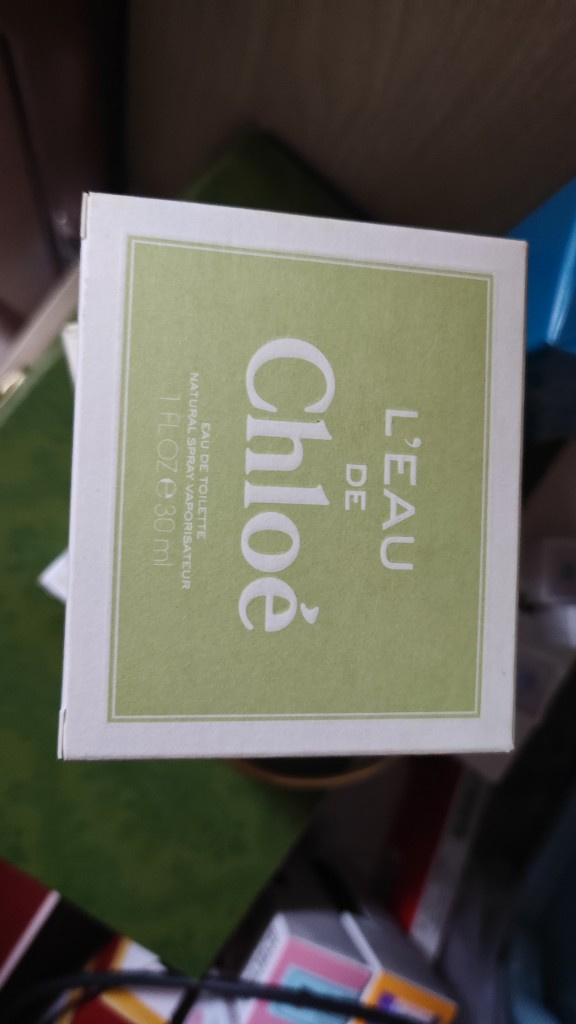 L'EAU
DE
Chloé
EAU DE TOILETTE
NATURAL SPRAY VAPORISATEUR
1 FL.OZ e 30 ml